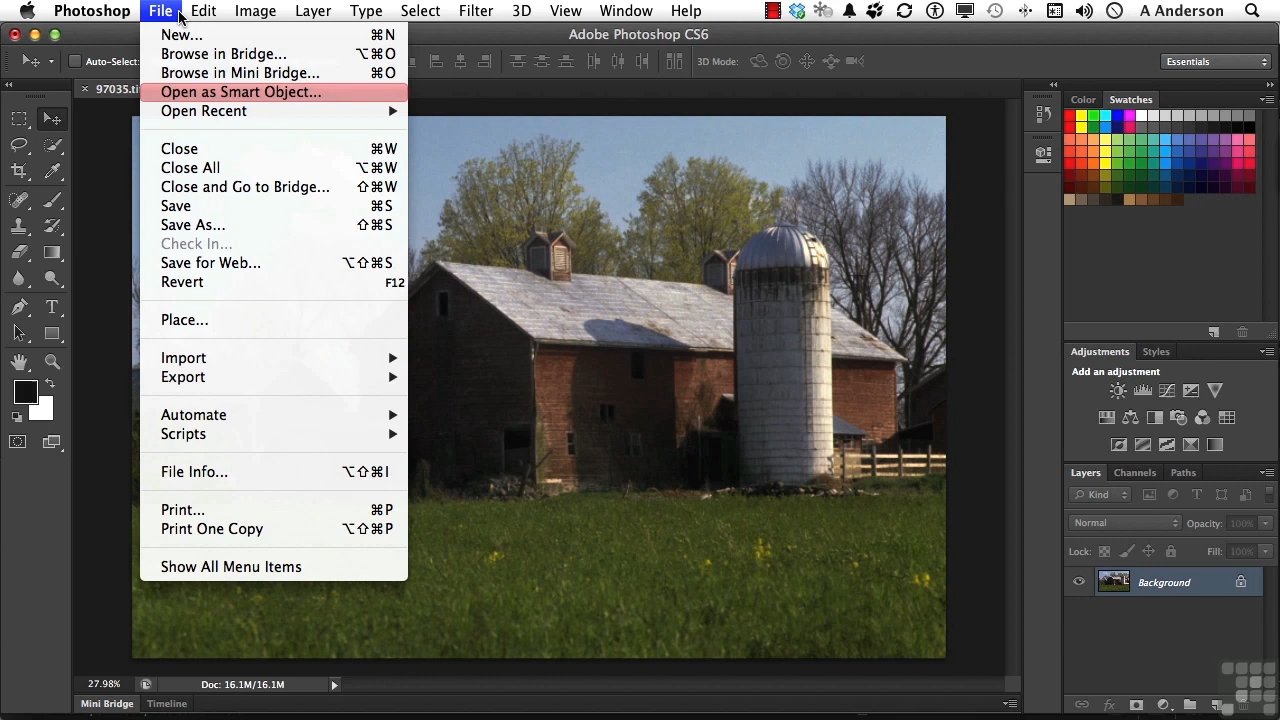 Photoshop File Edit Image Layer Type Select Filter 3D View Window Help A Anderson
Adobe Photoshop CS6
New... ⌘N
Browse in Bridge... ⌥⌘O
Browse in Mini Bridge... ⌘O
Open as Smart Object...
Open Recent
Close ⌘W
Close All ⌥⌘W
Close and Go to Bridge... ⇧⌘W
Save ⌘S
Save As... ⇧⌘S
Check In...
Save for Web... ⌥⇧⌘S
Revert F12
Place...
Import
Export
Automate
Scripts
File Info... ⌥⇧⌘I
Print... ⌘P
Print One Copy ⌥⇧⌘P
Show All Menu Items
Auto-Select:
3D Mode:
Essentials
97035.ti
Color Swatches
Adjustments Styles
Add an adjustment
Layers Channels Paths
Kind
Normal Opacity: 100%
Lock: Fill: 100%
Background
27.98% Doc: 16.1M/16.1M
Mini Bridge Timeline